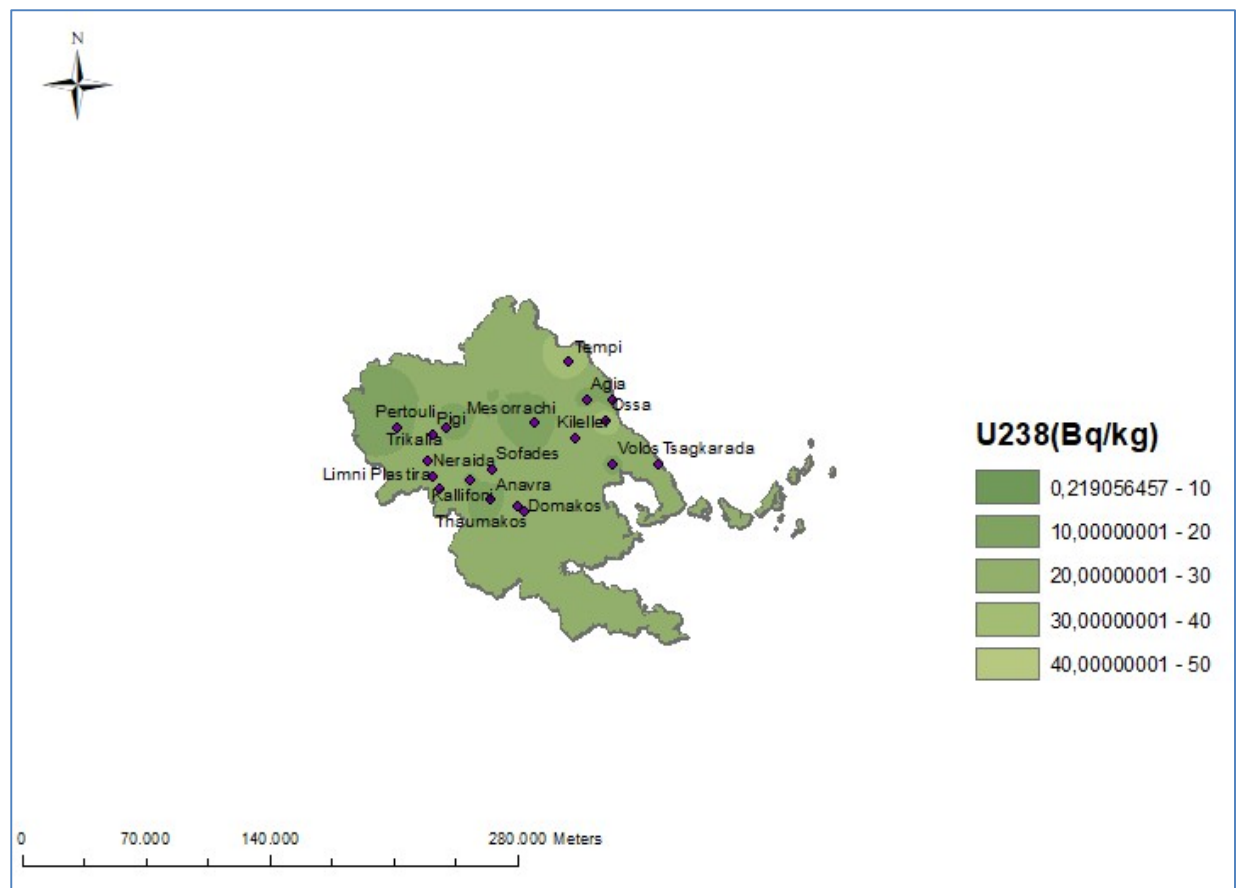 N
Tempi
Agia
Ossa
Pertouli
Pigi
Mesorrachi
Kileller
Trikalla
Volos Tsagkarada
Sofades
Neraida
Limni Plastira
Anavra
Kallifoni
Domakos
Thaumakos
U238(Bq/kg)
0,219056457 - 10
10,00000001 - 20
20,00000001 - 30
30,00000001 - 40
40,00000001 - 50
0 70.000 140.000 280.000 Meters